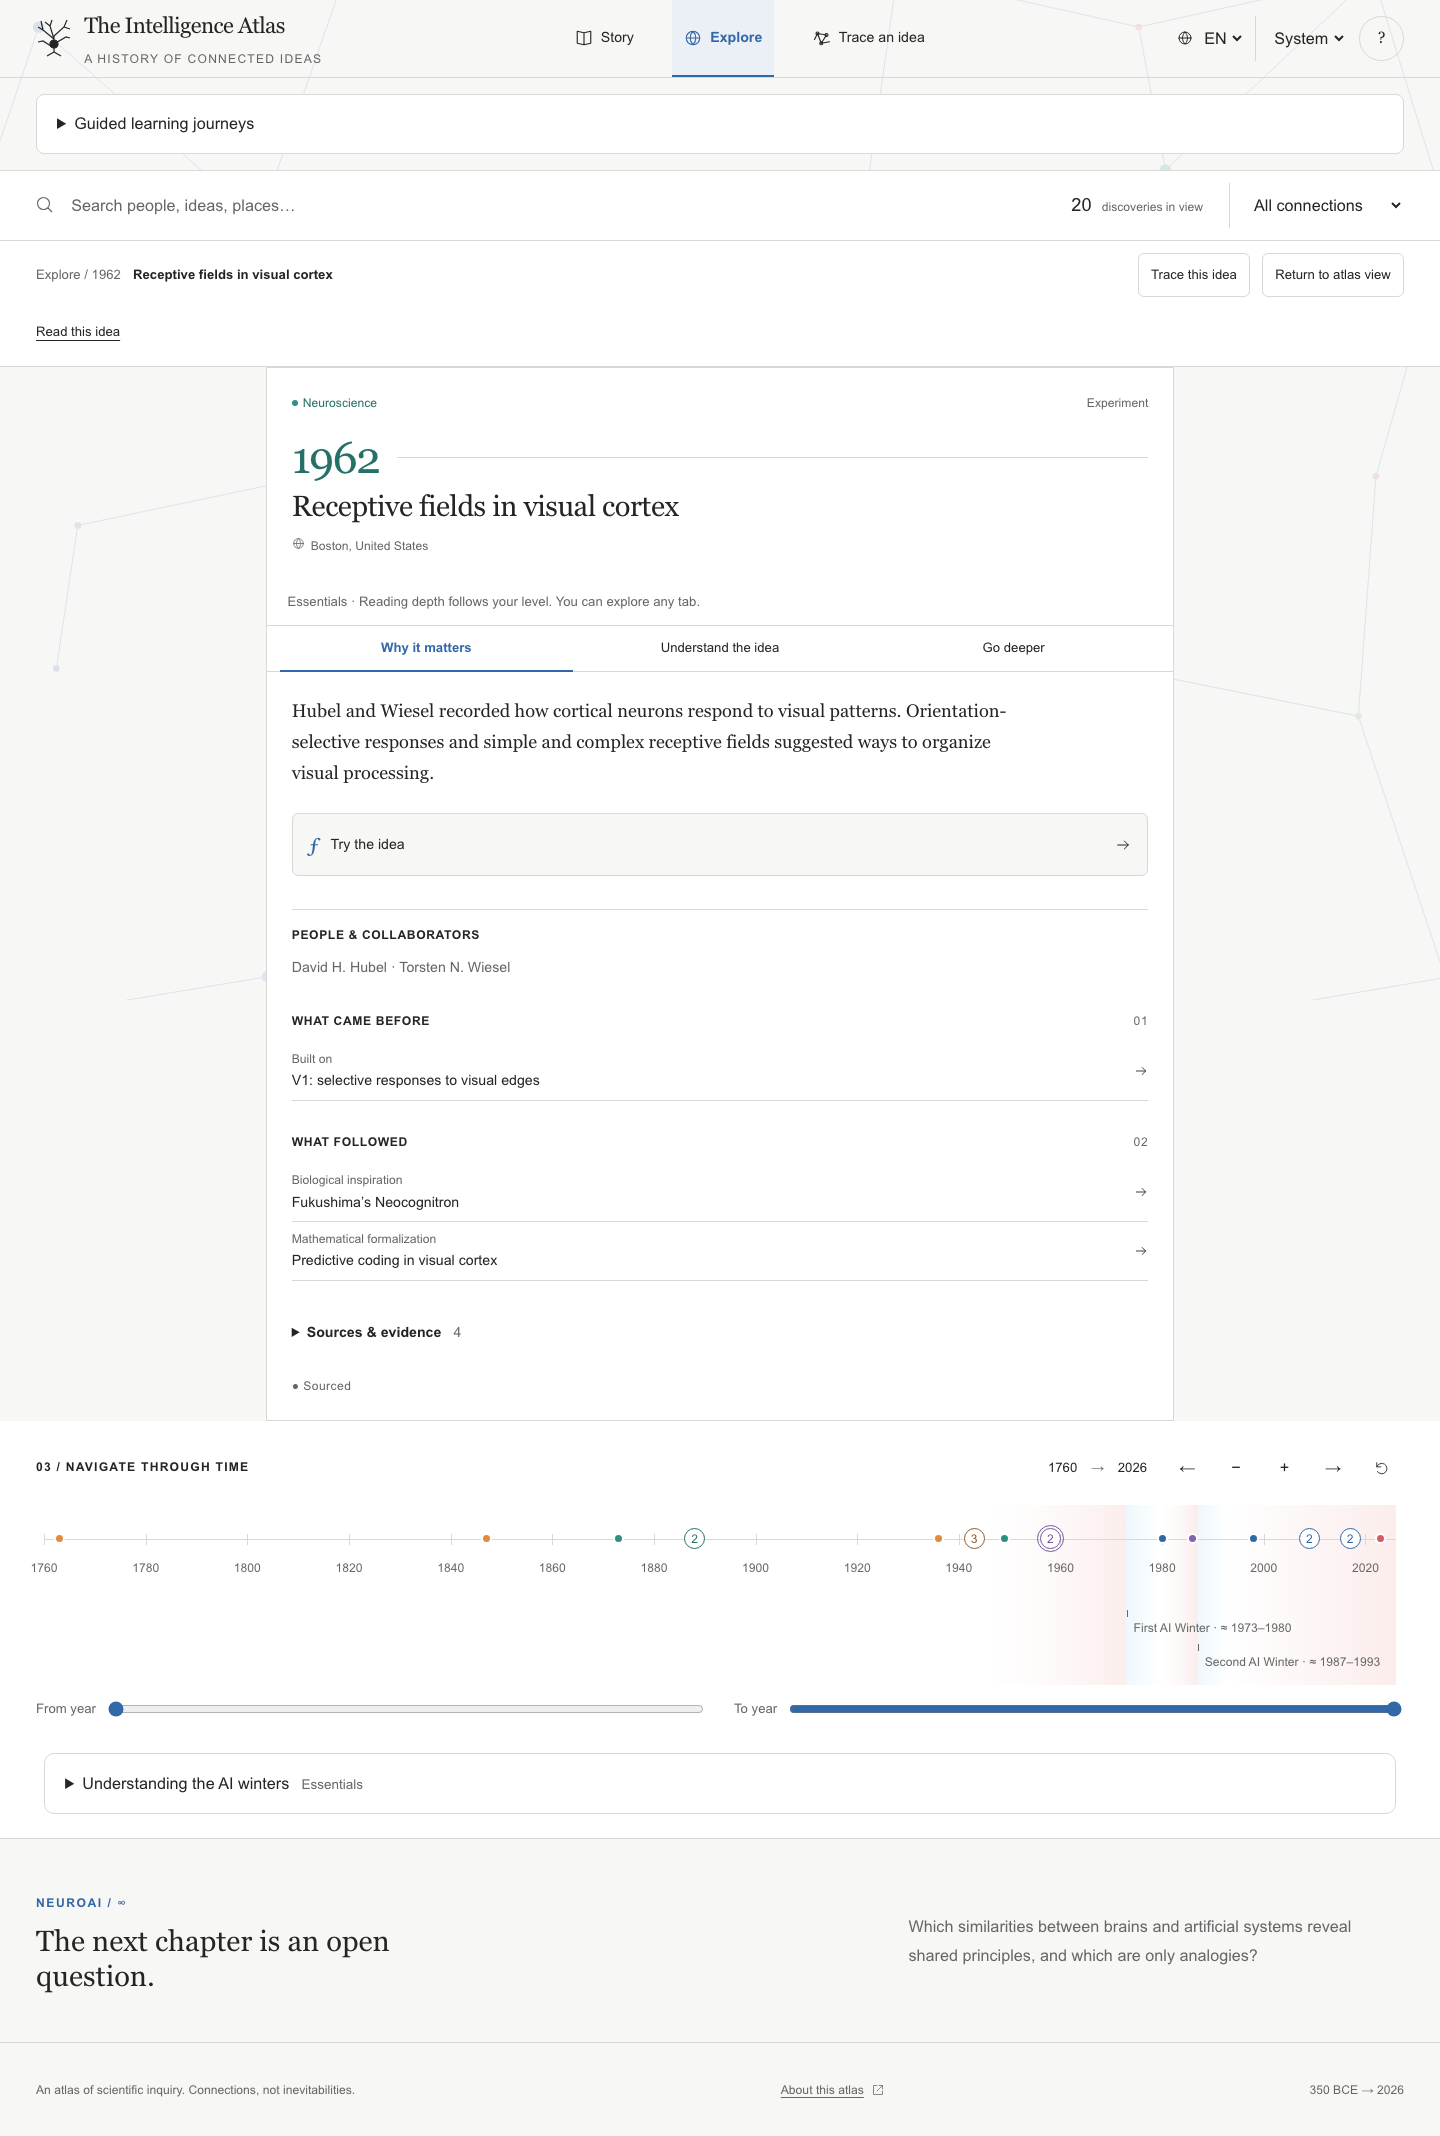 The Intelligence Atlas
A HISTORY OF CONNECTED IDEAS
Story
Explore
Trace an idea
EN
System
?
Guided learning journeys
Search people, ideas, places…
20 discoveries in view
All connections
Explore / 1962 Receptive fields in visual cortex
Trace this idea
Return to atlas view
Read this idea
Neuroscience
Experiment
1962
Receptive fields in visual cortex
Boston, United States
Essentials · Reading depth follows your level. You can explore any tab.
Why it matters
Understand the idea
Go deeper
Hubel and Wiesel recorded how cortical neurons respond to visual patterns. Orientation-
selective responses and simple and complex receptive fields suggested ways to organize
visual processing.
ƒ Try the idea →
PEOPLE & COLLABORATORS
David H. Hubel · Torsten N. Wiesel
WHAT CAME BEFORE 01
Built on
V1: selective responses to visual edges →
WHAT FOLLOWED 02
Biological inspiration
Fukushima’s Neocognitron →
Mathematical formalization
Predictive coding in visual cortex →
Sources & evidence 4
Sourced
03 / NAVIGATE THROUGH TIME
1760 → 2026 ← − + →
2 3 2 2 2
1760 1780 1800 1820 1840 1860 1880 1900 1920 1940 1960 1980 2000 2020
First AI Winter · ≈ 1973–1980
Second AI Winter · ≈ 1987–1993
From year
To year
Understanding the AI winters Essentials
NEUROAI / ∞
The next chapter is an open
question.
Which similarities between brains and artificial systems reveal
shared principles, and which are only analogies?
An atlas of scientific inquiry. Connections, not inevitabilities.
About this atlas
350 BCE → 2026